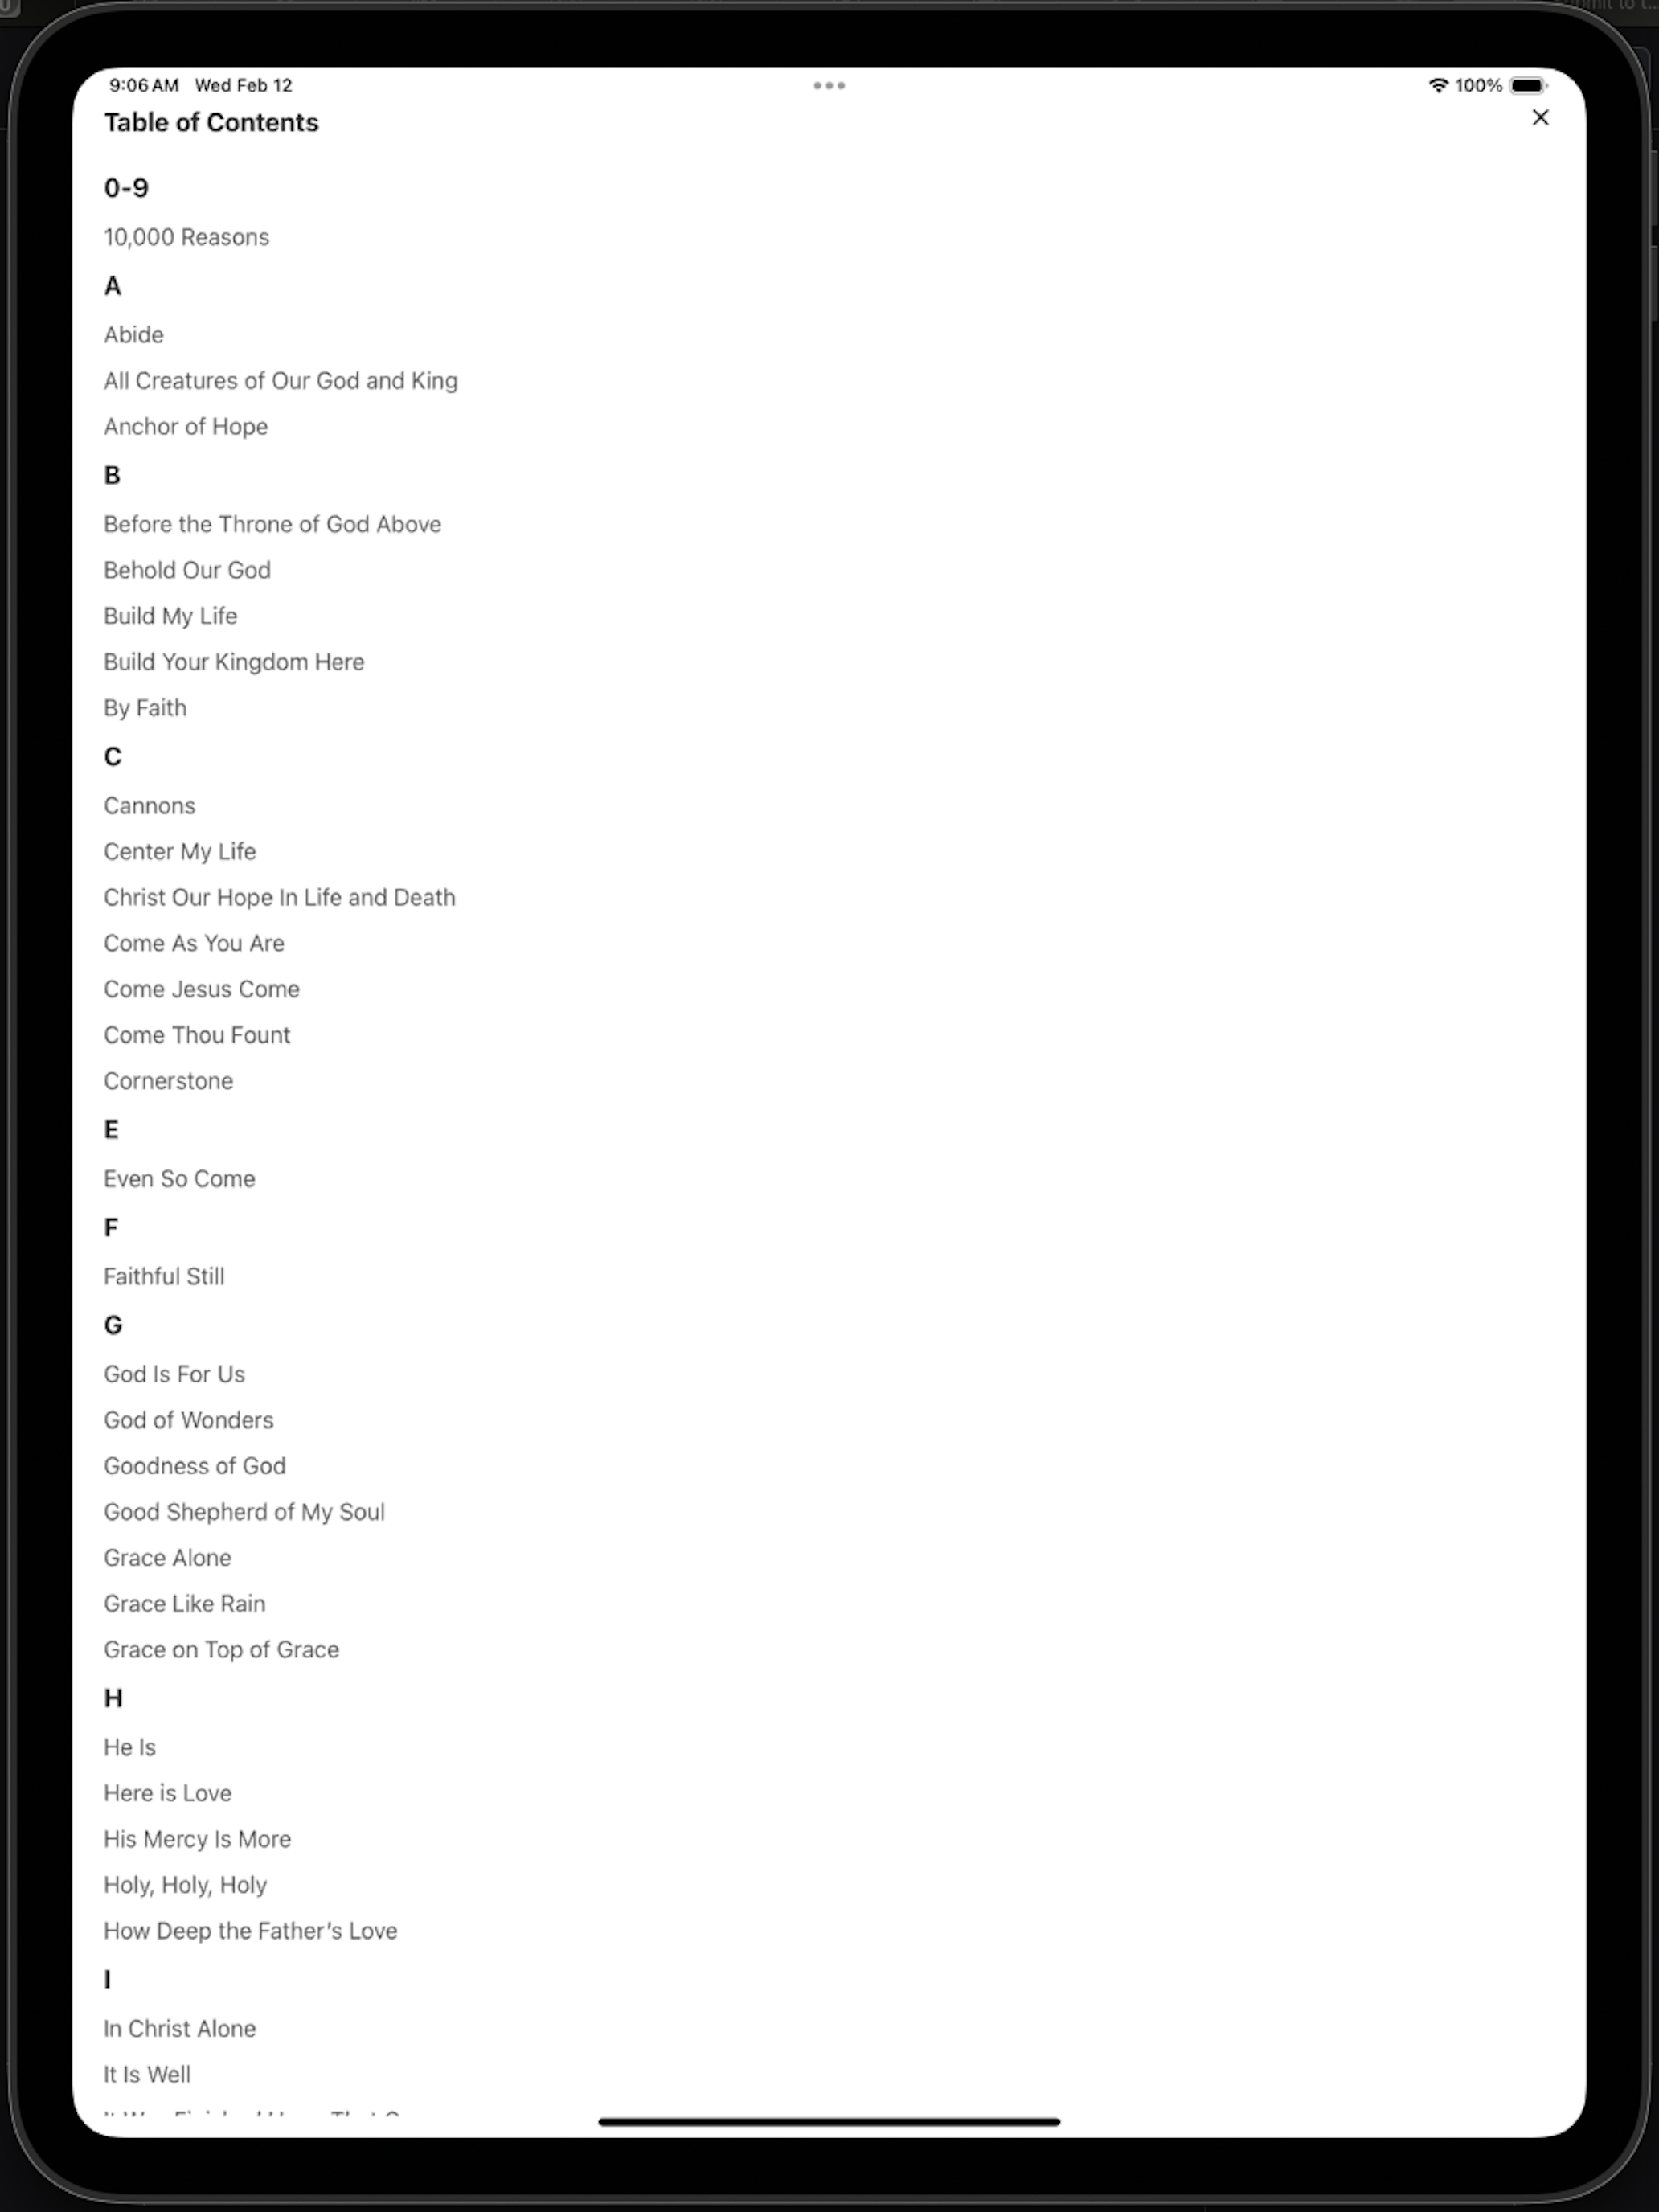 9:06 AM Wed Feb 12
100%
Table of Contents
0-9
10,000 Reasons
A
Abide
All Creatures of Our God and King
Anchor of Hope
B
Before the Throne of God Above
Behold Our God
Build My Life
Build Your Kingdom Here
By Faith
C
Cannons
Center My Life
Christ Our Hope In Life and Death
Come As You Are
Come Jesus Come
Come Thou Fount
Cornerstone
E
Even So Come
F
Faithful Still
G
God Is For Us
God of Wonders
Goodness of God
Good Shepherd of My Soul
Grace Alone
Grace Like Rain
Grace on Top of Grace
H
He Is
Here is Love
His Mercy Is More
Holy, Holy, Holy
How Deep the Father’s Love
I
In Christ Alone
It Is Well